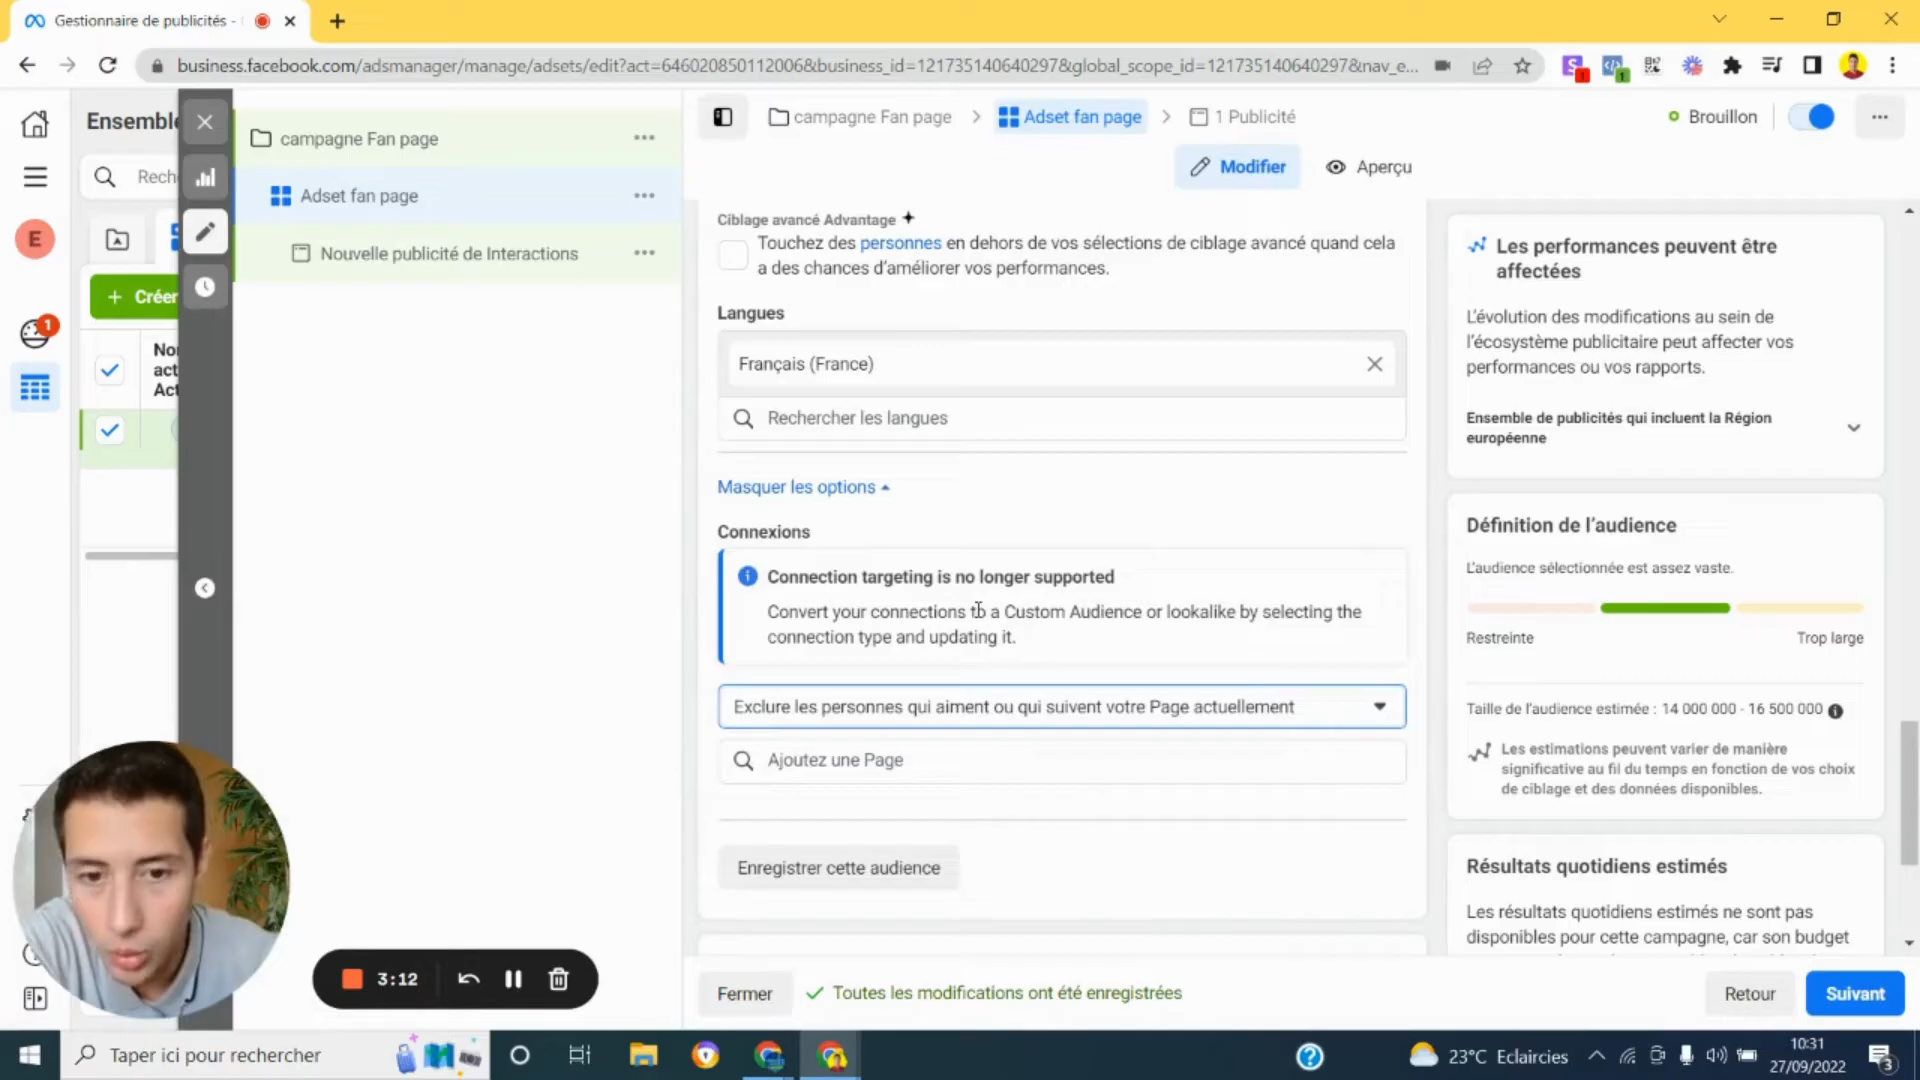 Gestionnaire de publicités -
business.facebook.com/adsmanager/manage/adsets/edit?act=646020850112006&business_id=121735140640297&global_scope_id=121735140640297&nav_e...
1
1
Ensemble
Rech
E
1
+ Créer
Nor
act
Act
campagne Fan page
Adset fan page
Nouvelle publicité de Interactions
campagne Fan page
Adset fan page
1 Publicité
Brouillon
Modifier
Aperçu
Ciblage avancé Advantage
Touchez des personnes en dehors de vos sélections de ciblage avancé quand cela
a des chances d'améliorer vos performances.
Langues
Français (France)
Rechercher les langues
Masquer les options
Connexions
Connection targeting is no longer supported
Convert your connections to a Custom Audience or lookalike by selecting the
connection type and updating it.
Exclure les personnes qui aiment ou qui suivent votre Page actuellement
Ajoutez une Page
Enregistrer cette audience
Les performances peuvent être
affectées
L'évolution des modifications au sein de
l'écosystème publicitaire peut affecter vos
performances ou vos rapports.
Ensemble de publicités qui incluent la Région
européenne
Définition de l'audience
L'audience sélectionnée est assez vaste.
Restreinte
Trop large
Taille de l'audience estimée : 14 000 000 - 16 500 000
Les estimations peuvent varier de manière
significative au fil du temps en fonction de vos choix
de ciblage et des données disponibles.
Résultats quotidiens estimés
Les résultats quotidiens estimés ne sont pas
disponibles pour cette campagne, car son budget
3:12
Fermer
Toutes les modifications ont été enregistrées
Retour
Suivant
Taper ici pour rechercher
23°C Eclaircies
10:31
27/09/2022
3